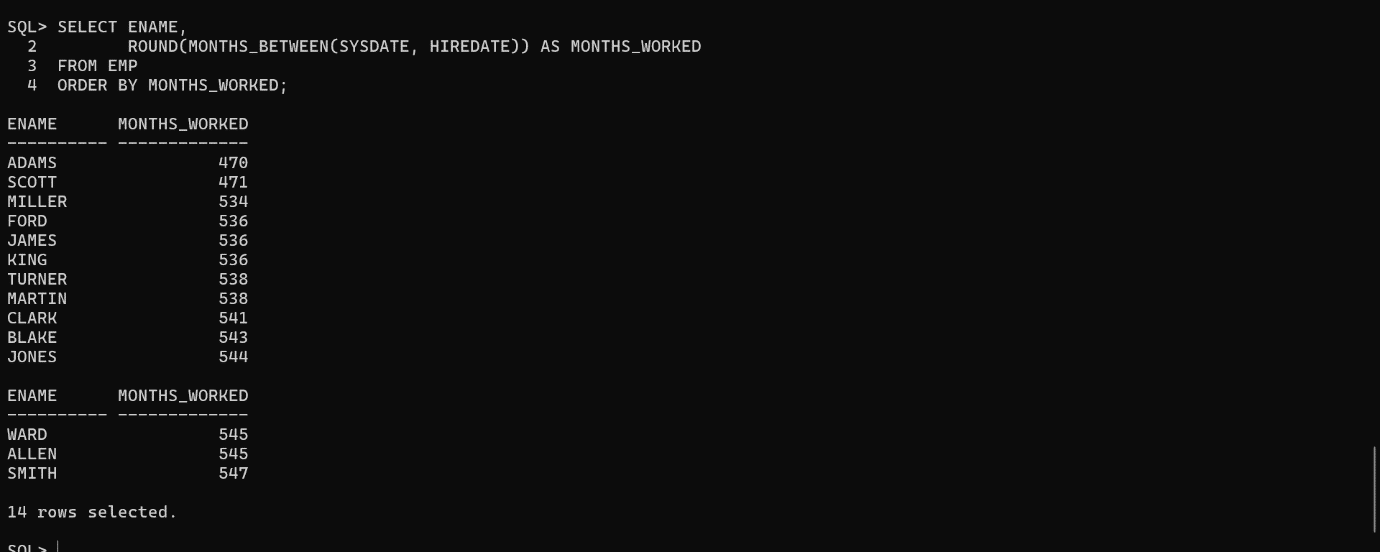 SQL> SELECT ENAME,
  2         ROUND(MONTHS_BETWEEN(SYSDATE, HIREDATE)) AS MONTHS_WORKED
  3  FROM EMP
  4  ORDER BY MONTHS_WORKED;
ENAME      MONTHS_WORKED
---------- -------------
ADAMS                470
SCOTT                471
MILLER               534
FORD                 536
JAMES                536
KING                 536
TURNER               538
MARTIN               538
CLARK                541
BLAKE                543
JONES                544
ENAME      MONTHS_WORKED
---------- -------------
WARD                 545
ALLEN                545
SMITH                547
14 rows selected.
SQL>